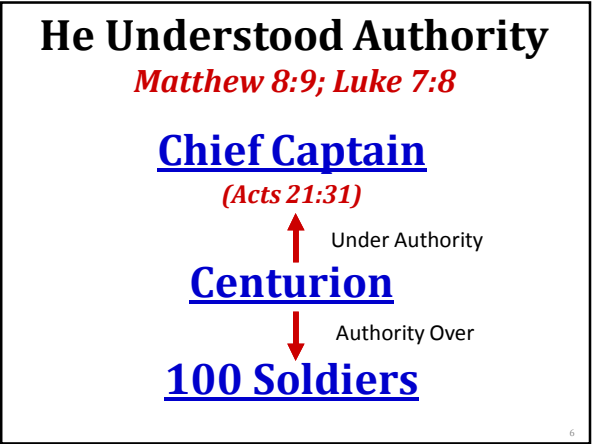 He Understood Authority
Matthew 8:9; Luke 7:8
Chief Captain
(Acts 21:31)
Under Authority
Centurion
Authority Over
100 Soldiers
6